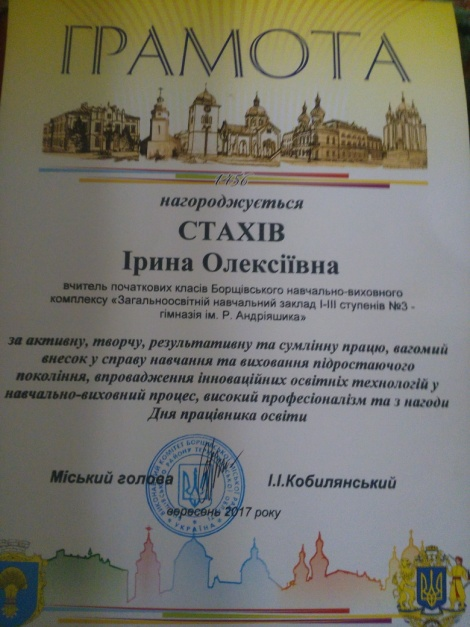 ГРАМОТА
1456
нагороджується
СТАХІВ
Ірина Олексіївна
вчитель початкових класів Борщівського навчально-виховного
комплексу «Загальноосвітній навчальний заклад І-ІІІ ступенів №3 -
гімназія ім. Р. Андріяшика»
за активну, творчу, результативну та сумлінну працю, вагомий
внесок у справу навчання та виховання підростаючого
покоління, впровадження інноваційних освітніх технологій у
навчально-виховний процес, високий професіоналізм та з нагоди
Дня працівника освіти
Міський голова І.І.Кобилянський
вересень 2017 року
УКРАЇНА